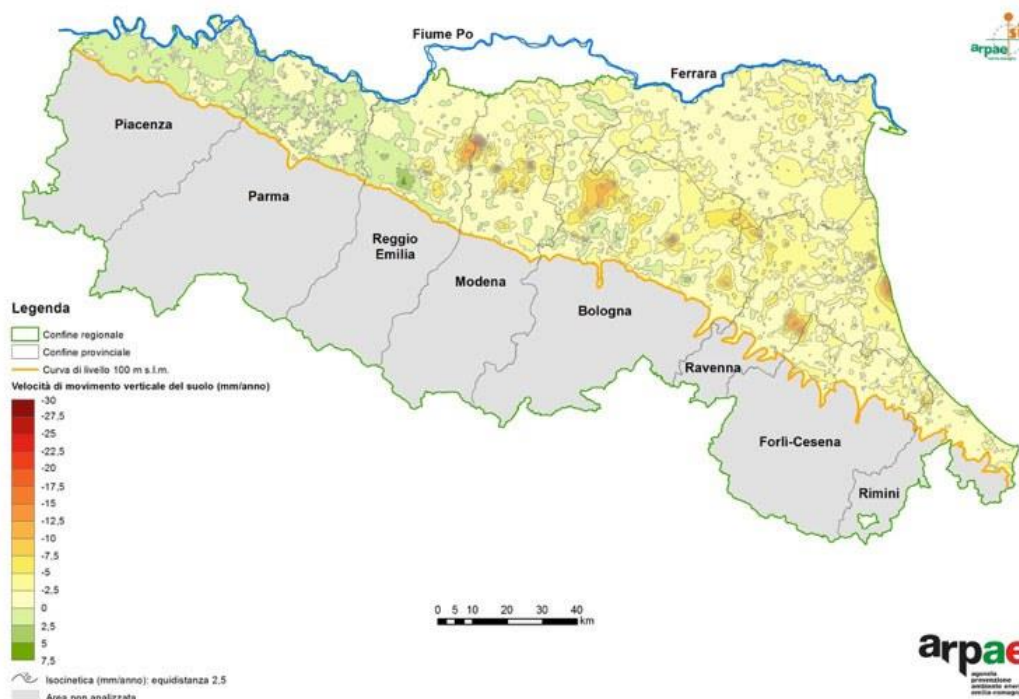 Fiume Po
Ferrara
arpae
Piacenza
Parma
Reggio
Emilia
Modena
Bologna
Ravenna
Forlì-Cesena
Rimini
Legenda
Confine regionale
Confine provinciale
Curva di livello 100 m s.l.m.
Velocità di movimento verticale del suolo (mm/anno)
-30
-27,5
-25
-22,5
-20
-17,5
-15
-12,5
-10
-7,5
-5
-2,5
0
2,5
5
7,5
Isocinetica (mm/anno): equidistanza 2,5
Area non analizzata
0 5 10 20 30 40
km
arpae
agenzia
prevenzione